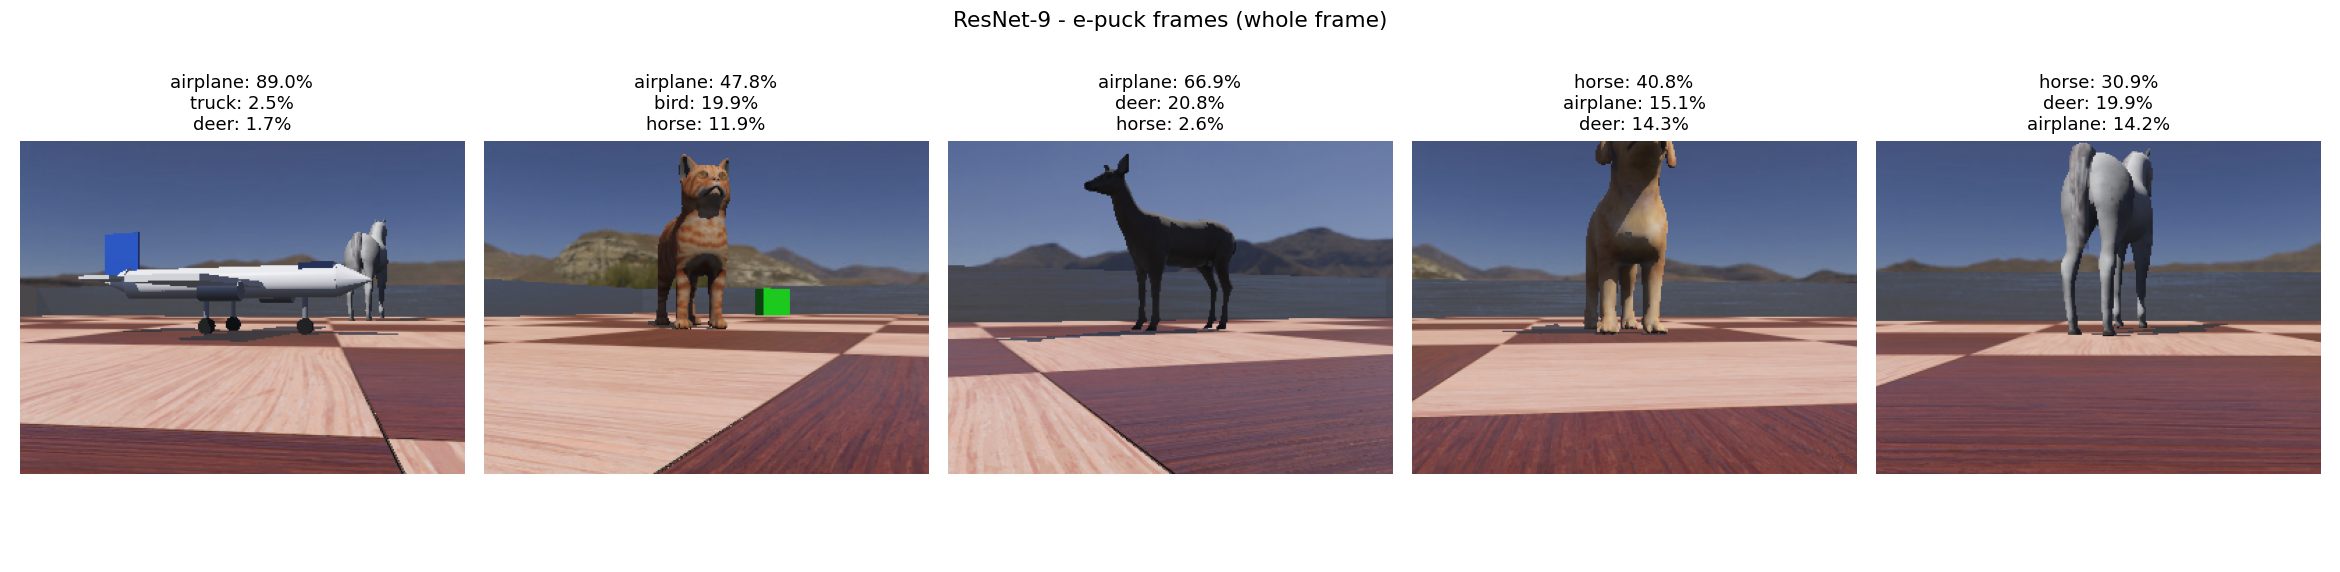 ResNet-9 - e-puck frames (whole frame)
airplane: 89.0%
truck: 2.5%
deer: 1.7%
airplane: 47.8%
bird: 19.9%
horse: 11.9%
airplane: 66.9%
deer: 20.8%
horse: 2.6%
horse: 40.8%
airplane: 15.1%
deer: 14.3%
horse: 30.9%
deer: 19.9%
airplane: 14.2%